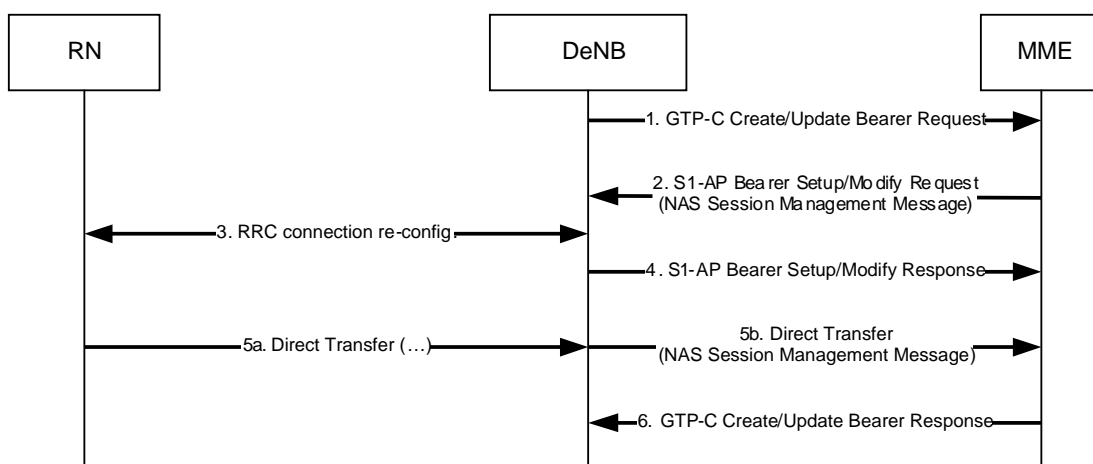 RN
DeNB
MME
1. GTP-C Create/Update Bearer Request
2. S1-AP Bearer Setup/Modify Request
(NAS Session Management Message)
3. RRC connection re-config.
4. S1-AP Bearer Setup/Modify Response
5a. Direct Transfer (…)
5b. Direct Transfer
(NAS Session Management Message)
6. GTP-C Create/Update Bearer Response